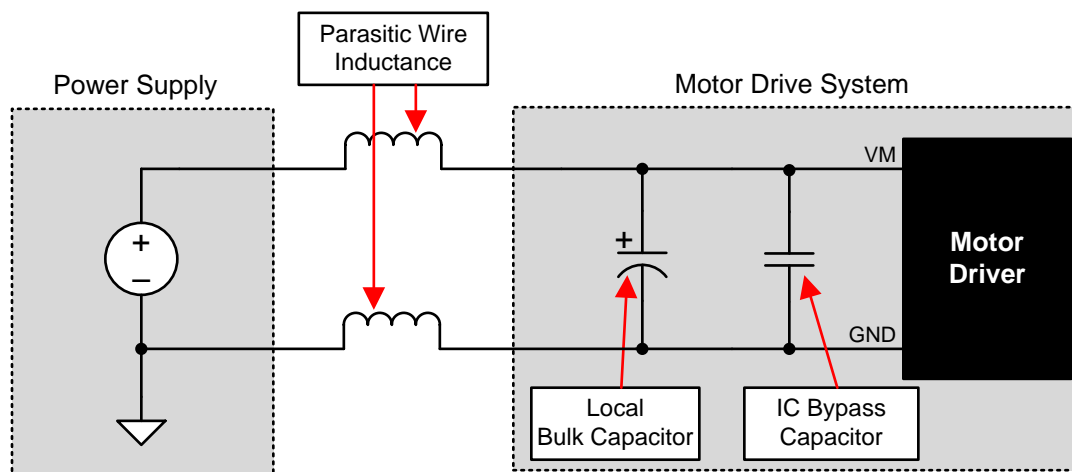 Parasitic Wire
Inductance
Power Supply
Motor Drive System
VM
+
−
+
Motor
Driver
GND
Local
Bulk Capacitor
IC Bypass
Capacitor